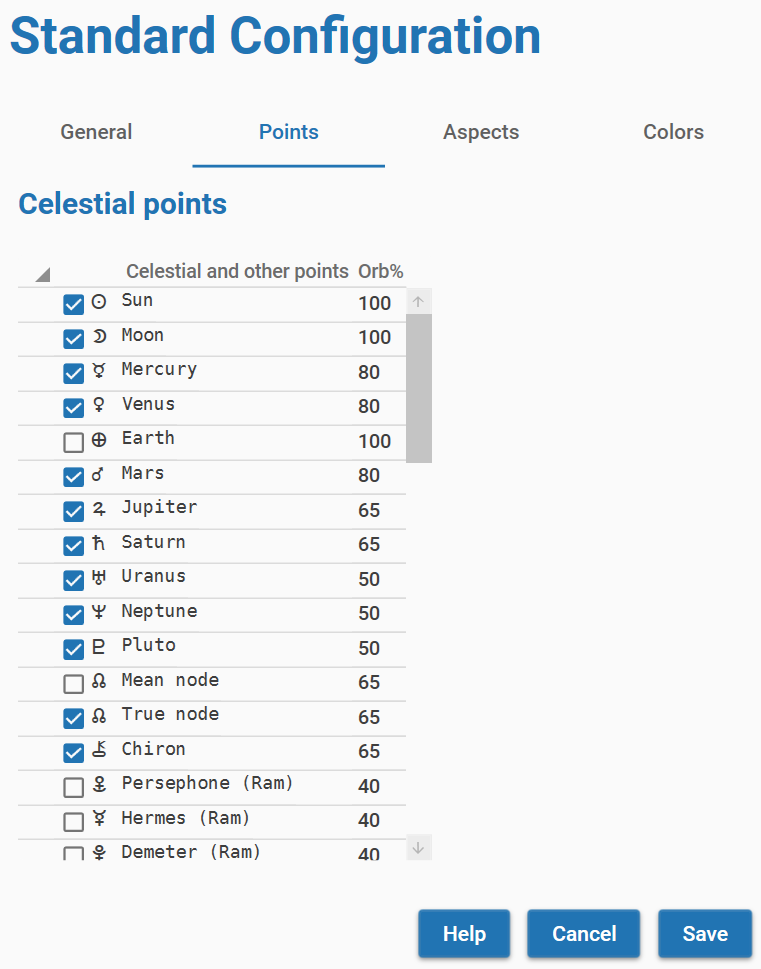 Standard Configuration
General Points Aspects Colors
Celestial points
Celestial and other points Orb%
☉ Sun 100
☽ Moon 100
☿ Mercury 80
♀ Venus 80
⊕ Earth 100
♂ Mars 80
♃ Jupiter 65
♄ Saturn 65
♅ Uranus 50
♆ Neptune 50
♇ Pluto 50
☊ Mean node 65
☊ True node 65
⚷ Chiron 65
Persephone (Ram) 40
Hermes (Ram) 40
Demeter (Ram) 40
Help Cancel Save